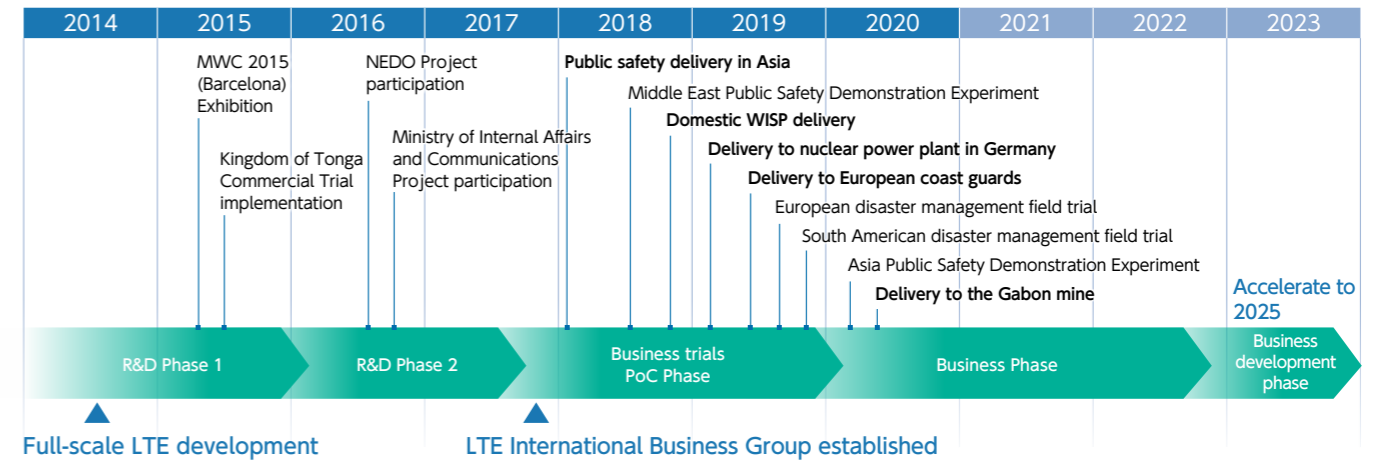 2014 2015 2016 2017 2018 2019 2020 2021 2022 2023
MWC 2015
(Barcelona)
Exhibition
Kingdom of Tonga
Commercial Trial
implementation
NEDO Project
participation
Ministry of Internal Affairs
and Communications
Project participation
Public safety delivery in Asia
Middle East Public Safety Demonstration Experiment
Domestic WISP delivery
Delivery to nuclear power plant in Germany
Delivery to European coast guards
European disaster management field trial
South American disaster management field trial
Asia Public Safety Demonstration Experiment
Delivery to the Gabon mine
Accelerate to
2025
R&D Phase 1
R&D Phase 2
Business trials
PoC Phase
Business Phase
Business
development
phase
Full-scale LTE development
LTE International Business Group established